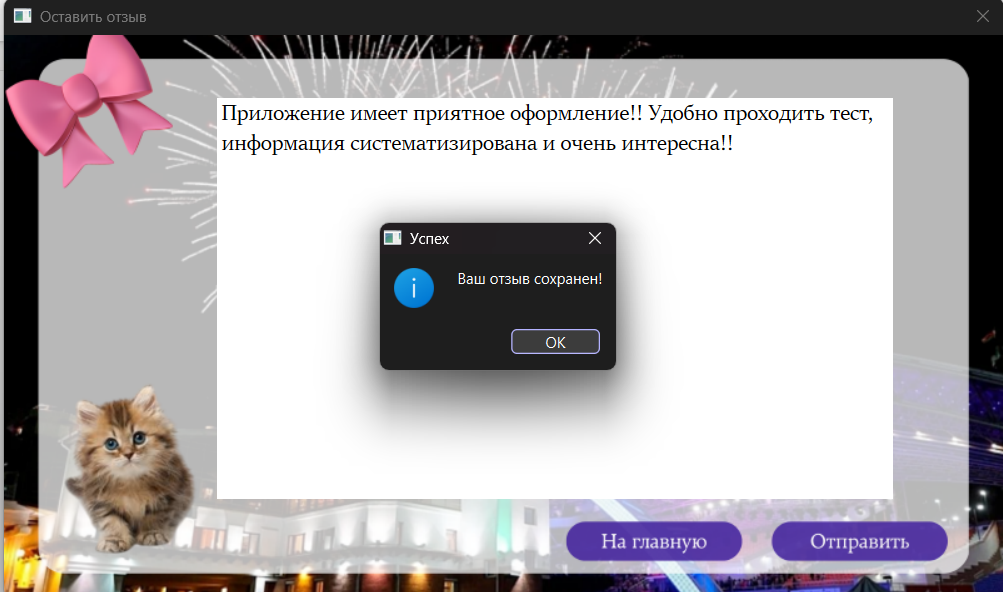 Оставить отзыв
Приложение имеет приятное оформление!! Удобно проходить тест,
информация систематизирована и очень интересна!!
Успех
Ваш отзыв сохранен!
ОК
На главную
Отправить